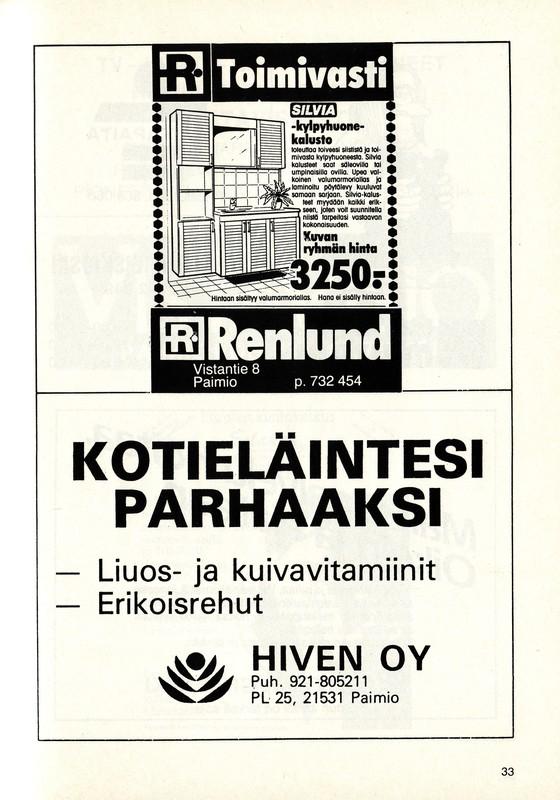 R Toimivasti
SILVIA
-kylpyhuone-
kalusto
toteuttaa toiveesi siististä ja toi-
mivasta kylpyhuoneesta. Silvia
kalusteet saat säleovilla tai
umpinaisilla ovilla. Upea val-
koinen valumarmoriallas ja
laminoitu pöytälevy kuuluvat
samaan sarjaan. Silvia-kalus-
teet myydään kaikki erik-
seen, joten voit suunnitella
niistä tarpeitasi vastaavan
kokonaisuuden.
Kuvan
ryhmän hinta
3250:-
Hintaan sisältyy valumarmoriallas. Hana ei sisälly hintaan.
R Renlund
Vistantie 8
Paimio p. 732 454
KOTIELÄINTESI
PARHAAKSI
— Liuos- ja kuivavitamiinit
— Erikoisrehut
HIVEN OY
Puh. 921-805211
PL 25, 21531 Paimio
33